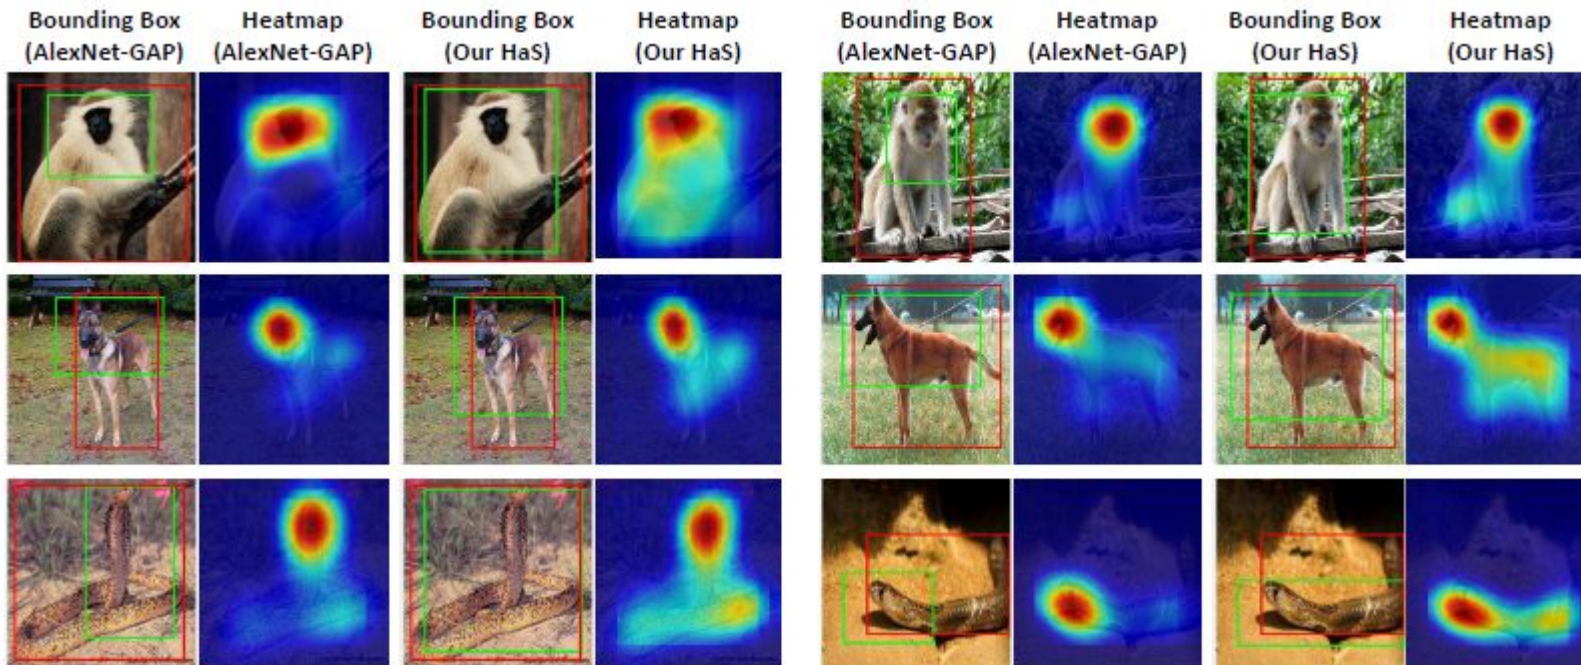 Bounding Box Heatmap Bounding Box Heatmap Bounding Box Heatmap Bounding Box Heatmap
(AlexNet-GAP) (AlexNet-GAP) (Our HaS) (Our HaS) (AlexNet-GAP) (AlexNet-GAP) (Our HaS) (Our HaS)